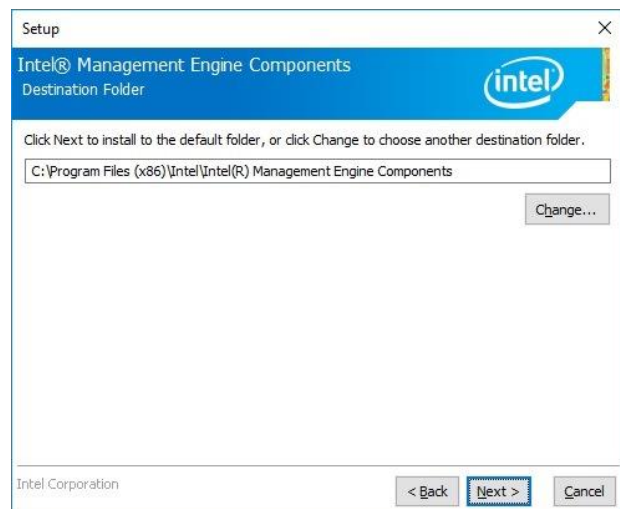 Setup
Intel® Management Engine Components
Destination Folder
intel
Click Next to install to the default folder, or click Change to choose another destination folder.
C:\Program Files (x86)\Intel\Intel(R) Management Engine Components
Change...
Intel Corporation
< Back Next > Cancel